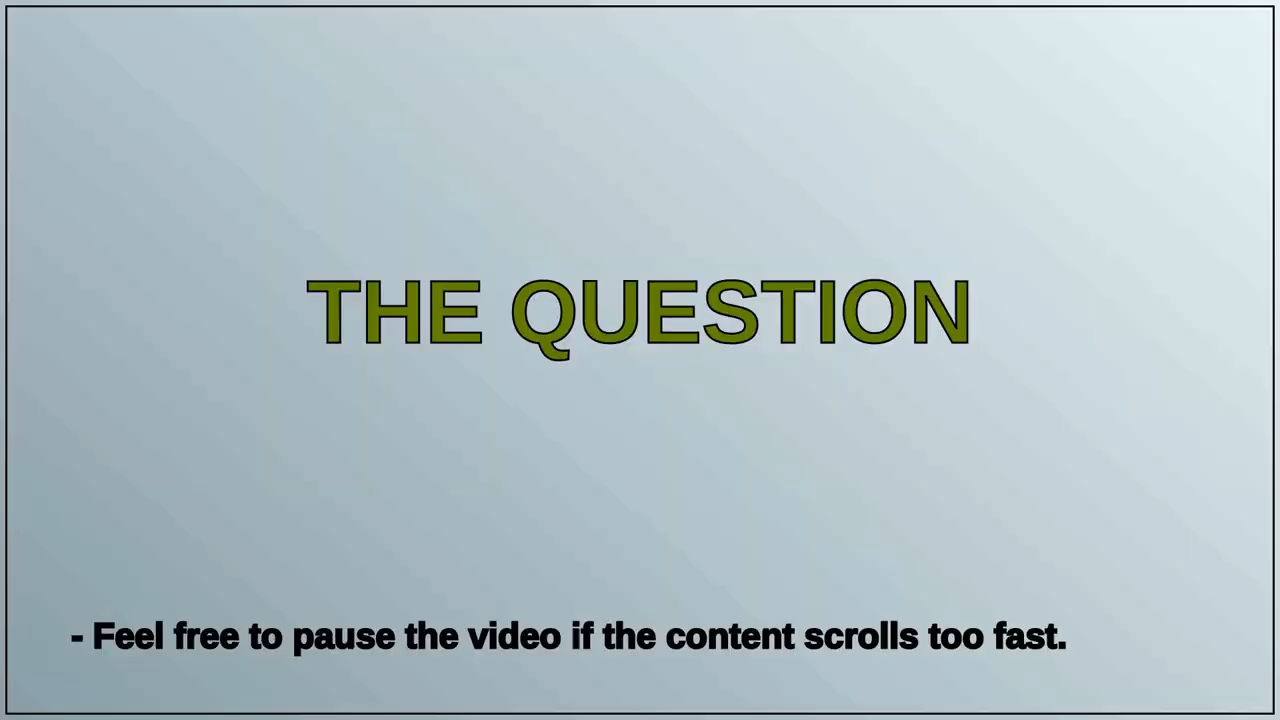 THE QUESTION
- Feel free to pause the video if the content scrolls too fast.